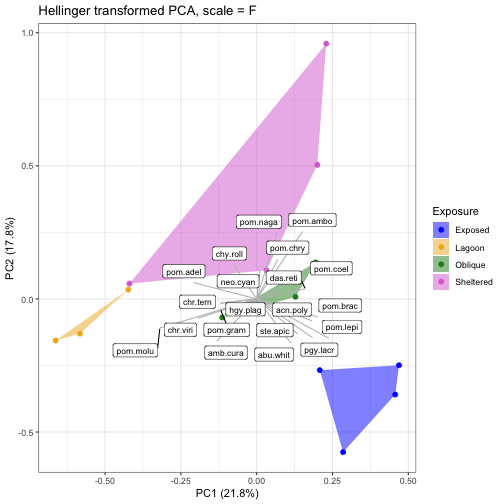 Hellinger transformed PCA, scale = F
1.0
0.5
0.0
-0.5
PC2 (17.8%)
pom.naga
pom.ambo
chy.roll
pom.chry
pom.adel
das.reti
pom.coel
neo.cyan
chr.tern
hgy.plag
acn.poly
pom.brac
chr.viri
pom.gram
ste.apic
pom.lepi
pom.molu
amb.cura
abu.whit
pgy.lacr
-0.50
-0.25
0.00
0.25
0.50
PC1 (21.8%)
Exposure
Exposed
Lagoon
Oblique
Sheltered